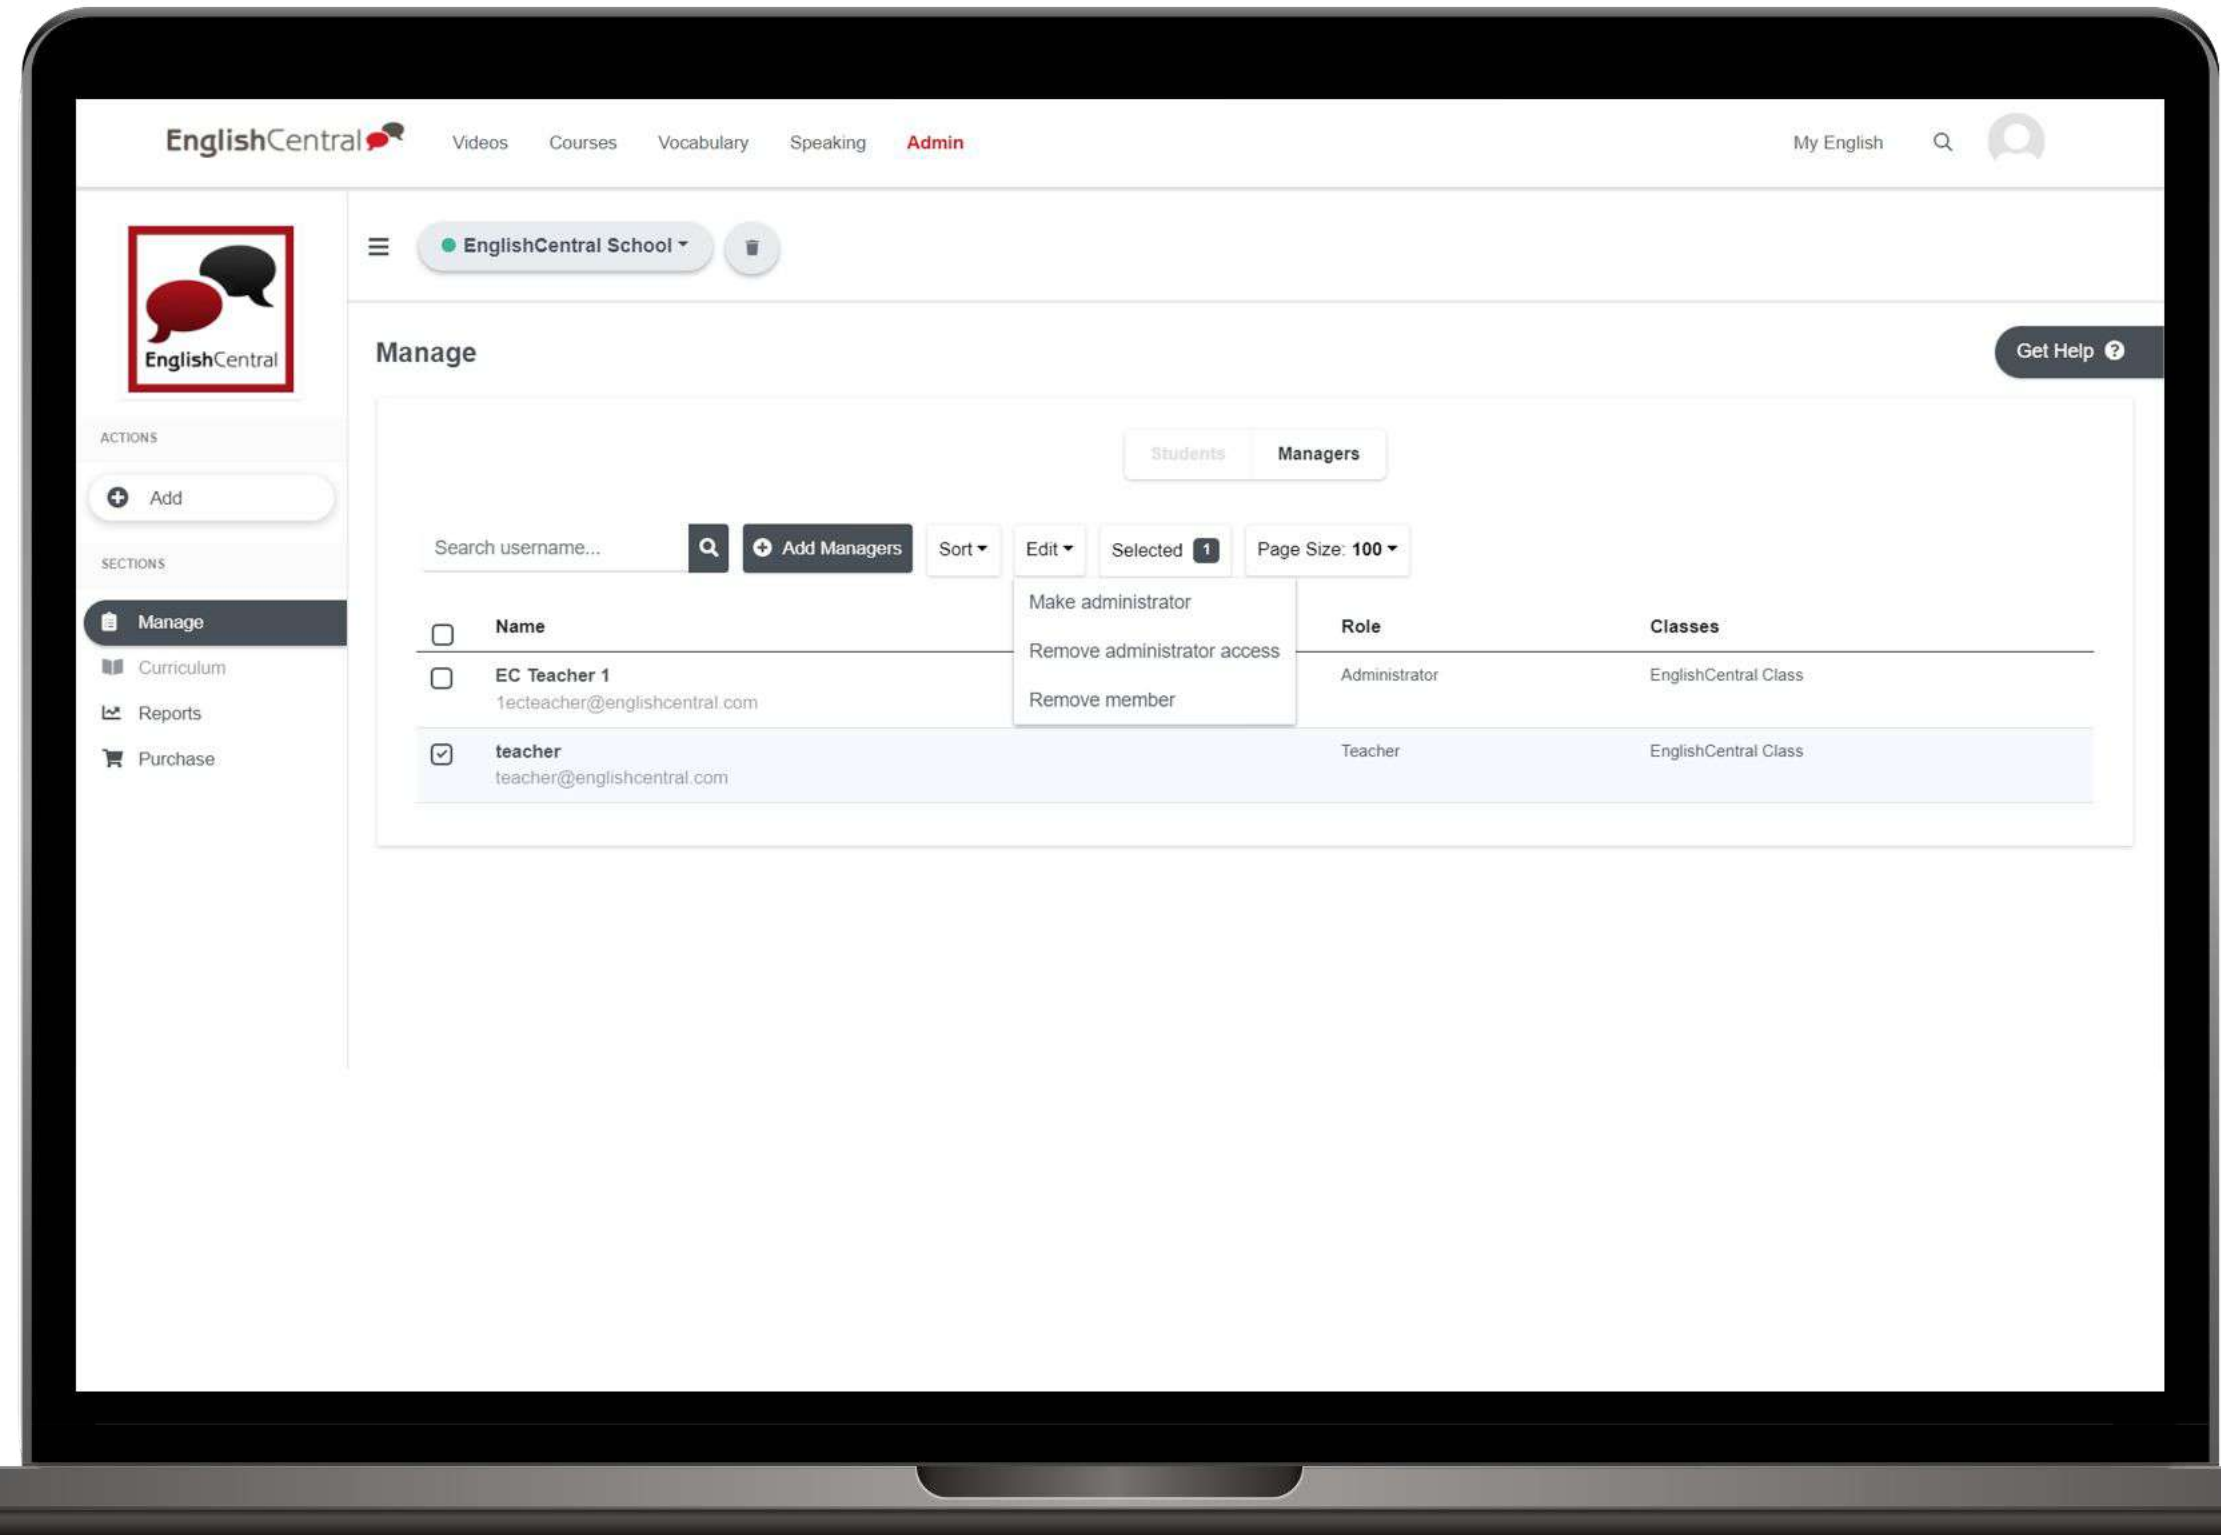 EnglishCentral Videos Courses Vocabulary Speaking Admin My English
EnglishCentral School
EnglishCentral
Manage
Get Help ?
ACTIONS
Add
SECTIONS
Manage
Curriculum
Reports
Purchase
Students Managers
Search username... Add Managers Sort Edit Selected 1 Page Size: 100
Make administrator
Remove administrator access
Remove member
Name Role Classes
EC Teacher 1 Administrator EnglishCentral Class
1ecteacher@englishcentral.com
teacher Teacher EnglishCentral Class
teacher@englishcentral.com